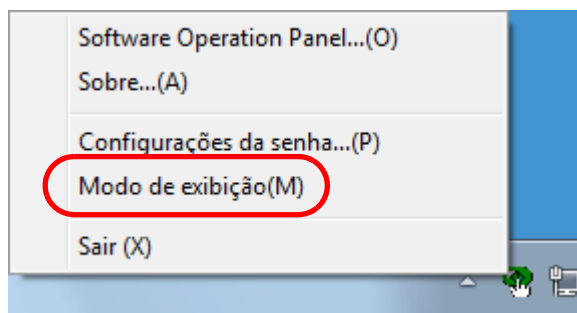 Software Operation Panel...(O)
Sobre...(A)
Configurações da senha...(P)
Modo de exibição(M)
Sair (X)